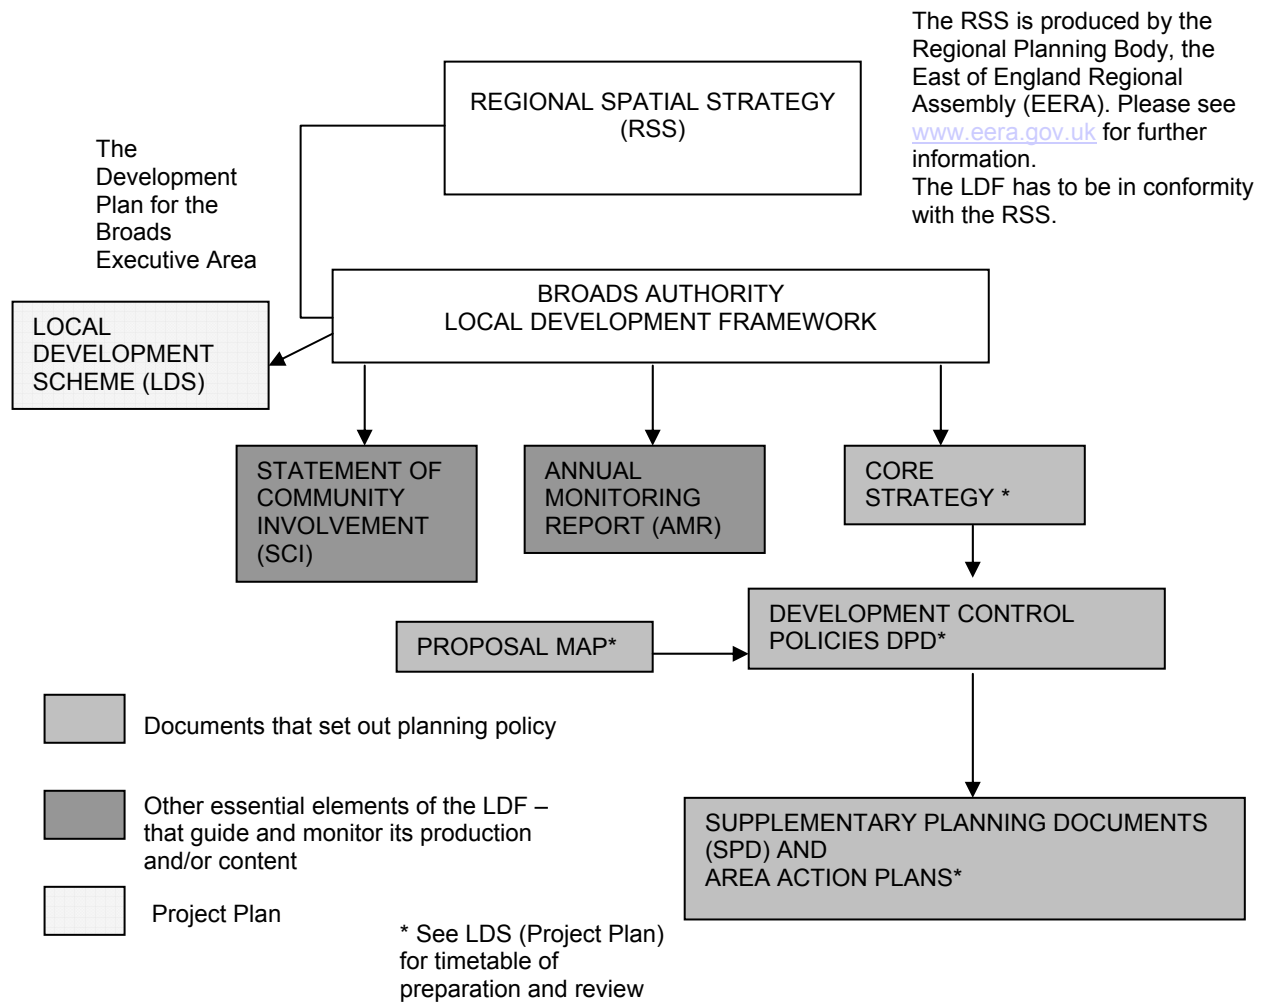 The RSS is produced by the
Regional Planning Body, the
East of England Regional
Assembly (EERA). Please see
www.eera.gov.uk for further
information.
The LDF has to be in conformity
with the RSS.
REGIONAL SPATIAL STRATEGY
(RSS)
The
Development
Plan for the
Broads
Executive Area
BROADS AUTHORITY
LOCAL DEVELOPMENT FRAMEWORK
LOCAL
DEVELOPMENT
SCHEME (LDS)
STATEMENT OF
COMMUNITY
INVOLVEMENT
(SCI)
ANNUAL
MONITORING
REPORT (AMR)
CORE
STRATEGY *
DEVELOPMENT CONTROL
POLICIES DPD*
PROPOSAL MAP*
SUPPLEMENTARY PLANNING DOCUMENTS
(SPD) AND
AREA ACTION PLANS*
Documents that set out planning policy
Other essential elements of the LDF –
that guide and monitor its production
and/or content
Project Plan
* See LDS (Project Plan)
for timetable of
preparation and review